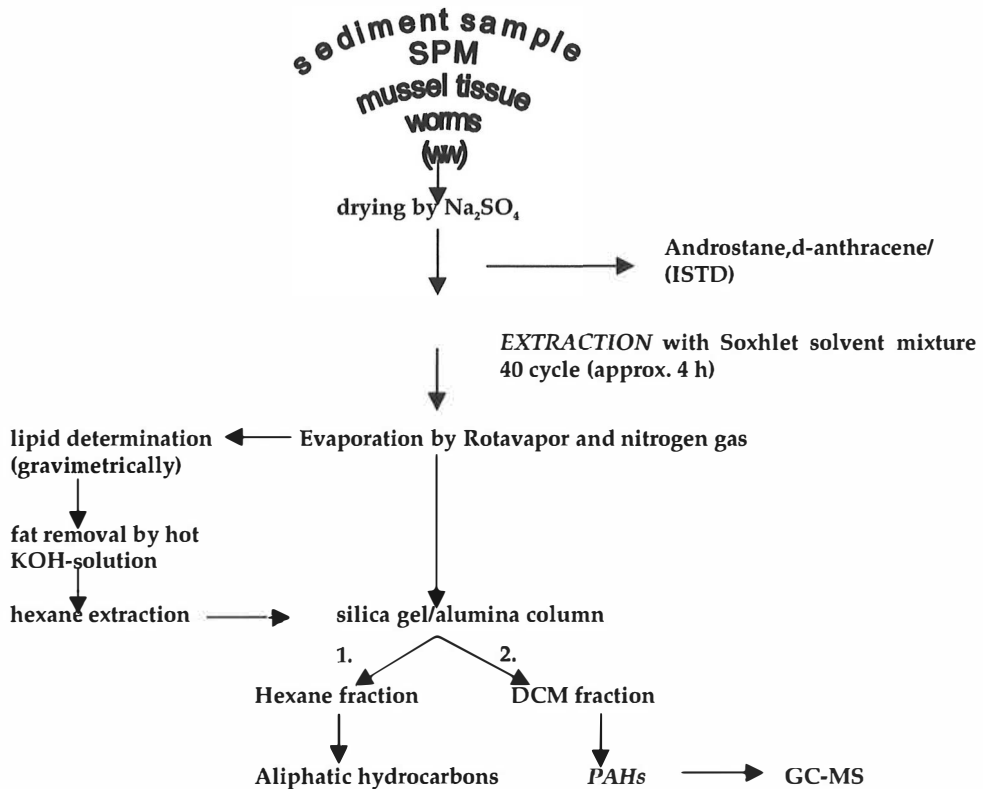 sediment sample
SPM
mussel tissue
worms
(ww)
drying by Na₂SO₄
Androstane,d-anthracene/
(ISTD)
EXTRACTION with Soxhlet solvent mixture
40 cycle (approx. 4 h)
lipid determination
(gravimetrically)
Evaporation by Rotavapor and nitrogen gas
fat removal by hot
KOH-solution
hexane extraction
silica gel/alumina column
1.
2.
Hexane fraction
DCM fraction
Aliphatic hydrocarbons
PAHs
GC-MS